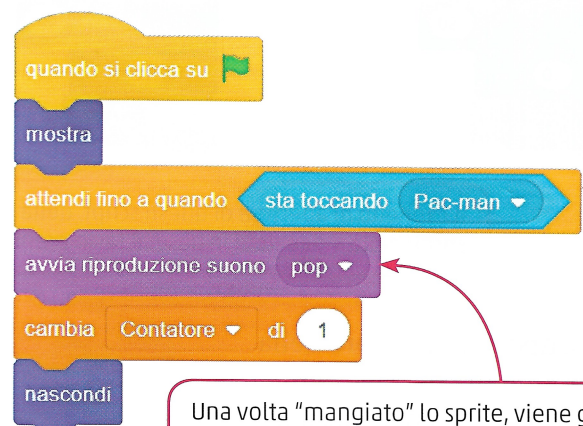 quando si clicca su
mostra
attendi fino a quando sta toccando Pac-man
avvia riproduzione suono pop
cambia Contatore di 1
nascondi
Una volta "mangiato" lo sprite, viene